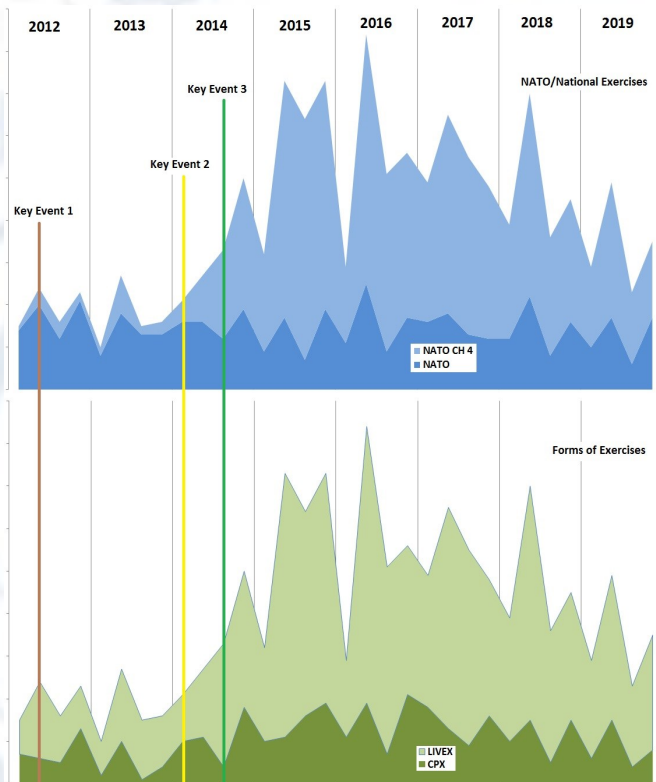 2012 2013 2014 2015 2016 2017 2018 2019
NATO/National Exercises
Key Event 3
Key Event 2
Key Event 1
NATO CH 4
NATO
Forms of Exercises
LIVEX
CPX